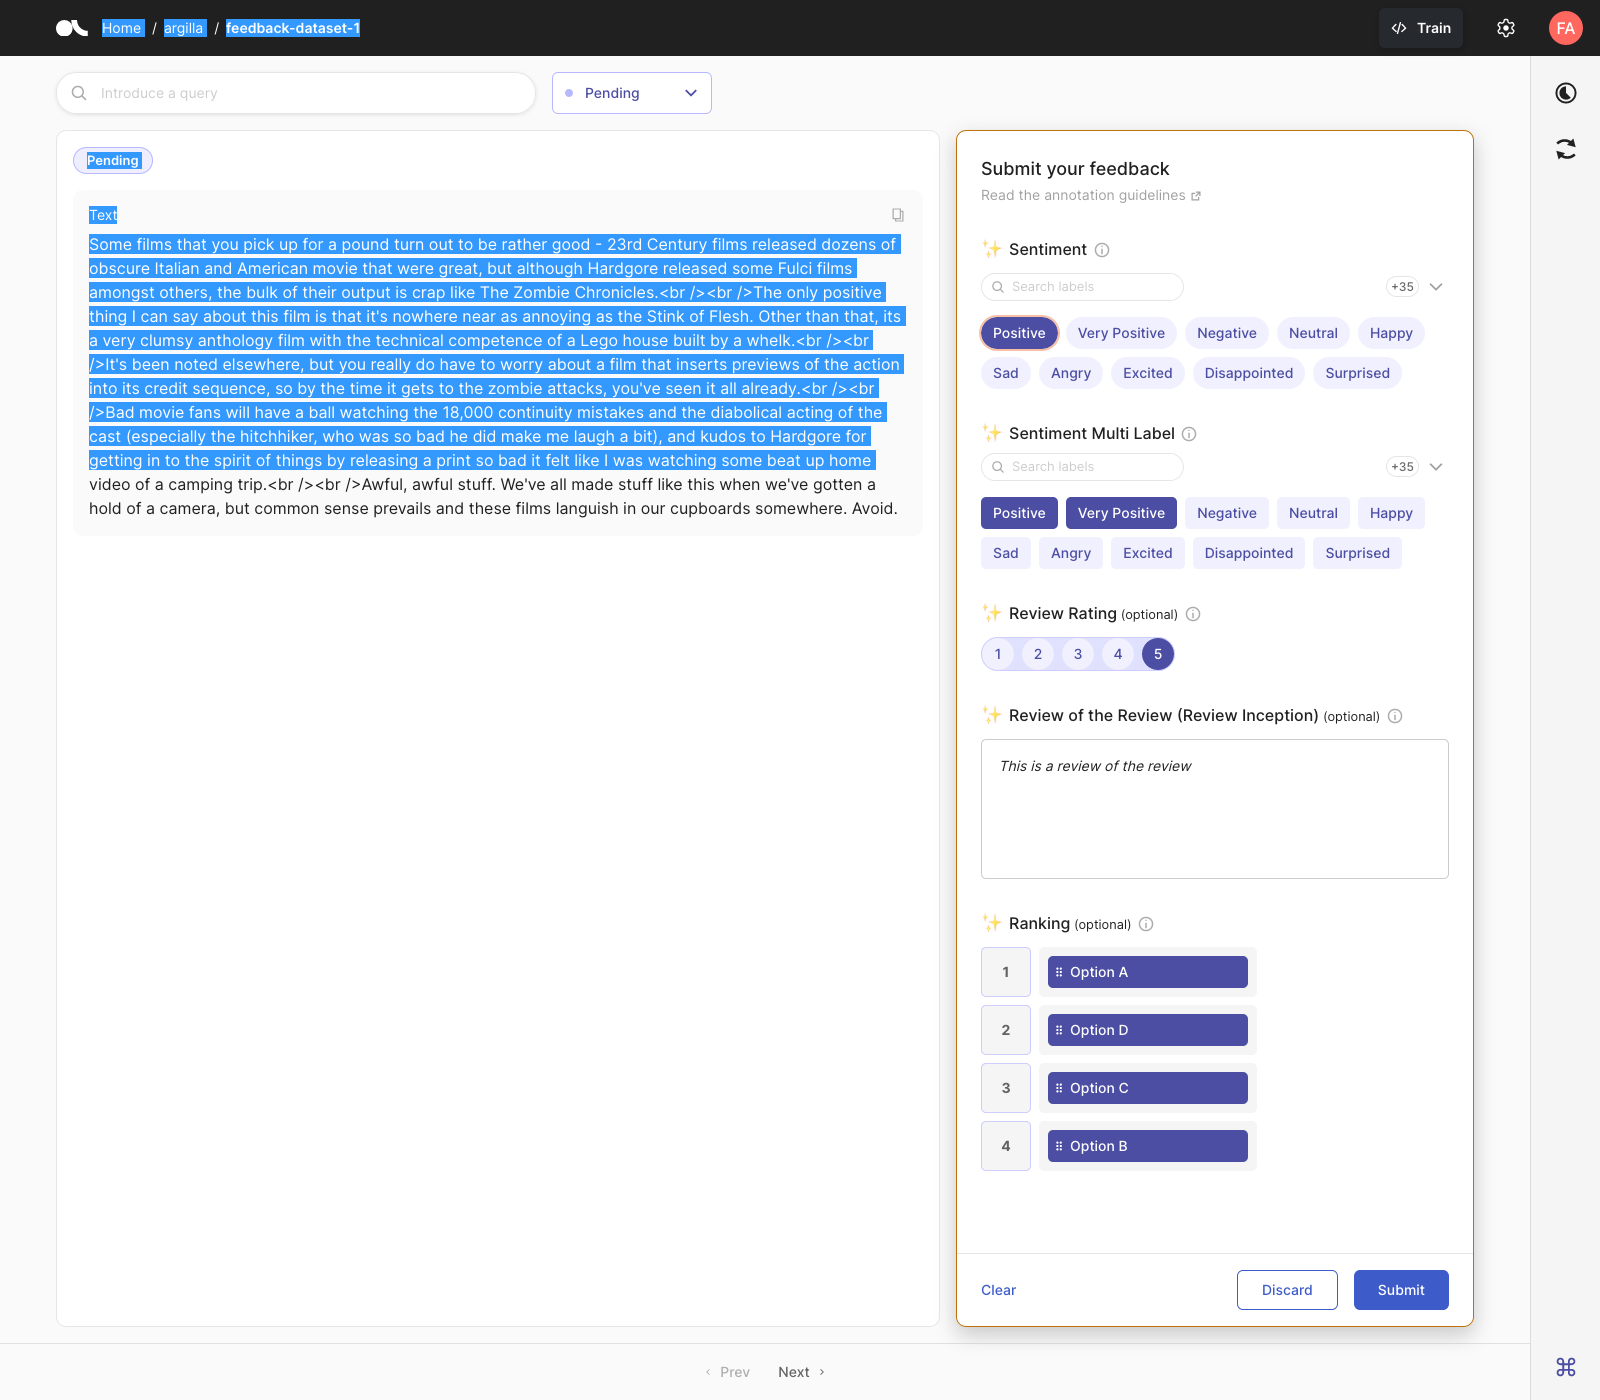 Home / argilla / feedback-dataset-1
</> Train
FA
Introduce a query
Pending
Pending
Text
Some films that you pick up for a pound turn out to be rather good - 23rd Century films released dozens of
obscure Italian and American movie that were great, but although Hardgore released some Fulci films
amongst others, the bulk of their output is crap like The Zombie Chronicles.<br /><br />The only positive
thing I can say about this film is that it's nowhere near as annoying as the Stink of Flesh. Other than that, its
a very clumsy anthology film with the technical competence of a Lego house built by a whelk.<br /><br
/>It's been noted elsewhere, but you really do have to worry about a film that inserts previews of the action
into its credit sequence, so by the time it gets to the zombie attacks, you've seen it all already.<br /><br
/>Bad movie fans will have a ball watching the 18,000 continuity mistakes and the diabolical acting of the
cast (especially the hitchhiker, who was so bad he did make me laugh a bit), and kudos to Hardgore for
getting in to the spirit of things by releasing a print so bad it felt like I was watching some beat up home
video of a camping trip.<br /><br />Awful, awful stuff. We've all made stuff like this when we've gotten a
hold of a camera, but common sense prevails and these films languish in our cupboards somewhere. Avoid.
Submit your feedback
Read the annotation guidelines
✨ Sentiment
Search labels
+35
Positive Very Positive Negative Neutral Happy
Sad Angry Excited Disappointed Surprised
✨ Sentiment Multi Label
Search labels
+35
Positive Very Positive Negative Neutral Happy
Sad Angry Excited Disappointed Surprised
✨ Review Rating (optional)
1 2 3 4 5
✨ Review of the Review (Review Inception) (optional)
This is a review of the review
✨ Ranking (optional)
1 Option A
2 Option D
3 Option C
4 Option B
Clear
Discard
Submit
‹ Prev
Next ›